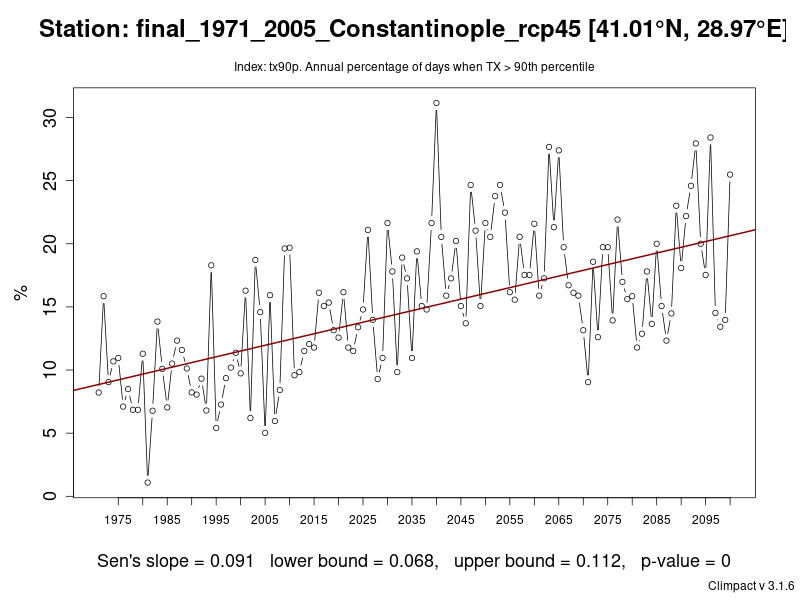 Station: final_1971_2005_Constantinople_rcp45 [41.01°N, 28.97°E]
Index: tx90p. Annual percentage of days when TX > 90th percentile
30
25
20
15
10
5
0
%
1975 1985 1995 2005 2015 2025 2035 2045 2055 2065 2075 2085 2095
Sen's slope = 0.091 lower bound = 0.068, upper bound = 0.112, p-value = 0
Climpact v 3.1.6